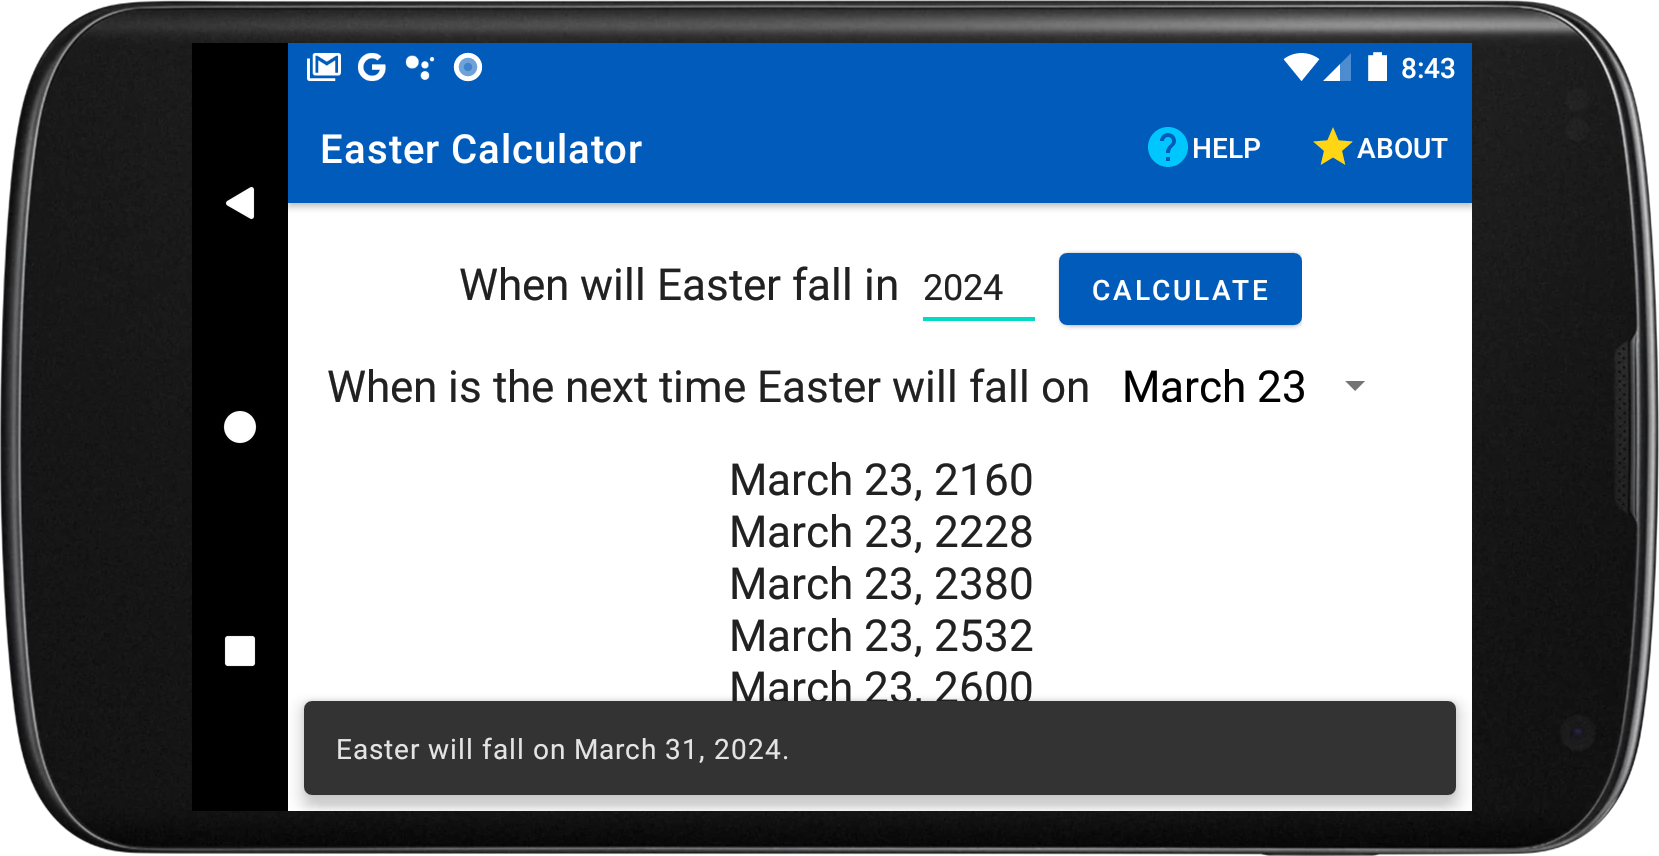 8:43
Easter Calculator
? HELP
ABOUT
When will Easter fall in 2024 CALCULATE
When is the next time Easter will fall on March 23
March 23, 2160
March 23, 2228
March 23, 2380
March 23, 2532
March 23, 2600
Easter will fall on March 31, 2024.